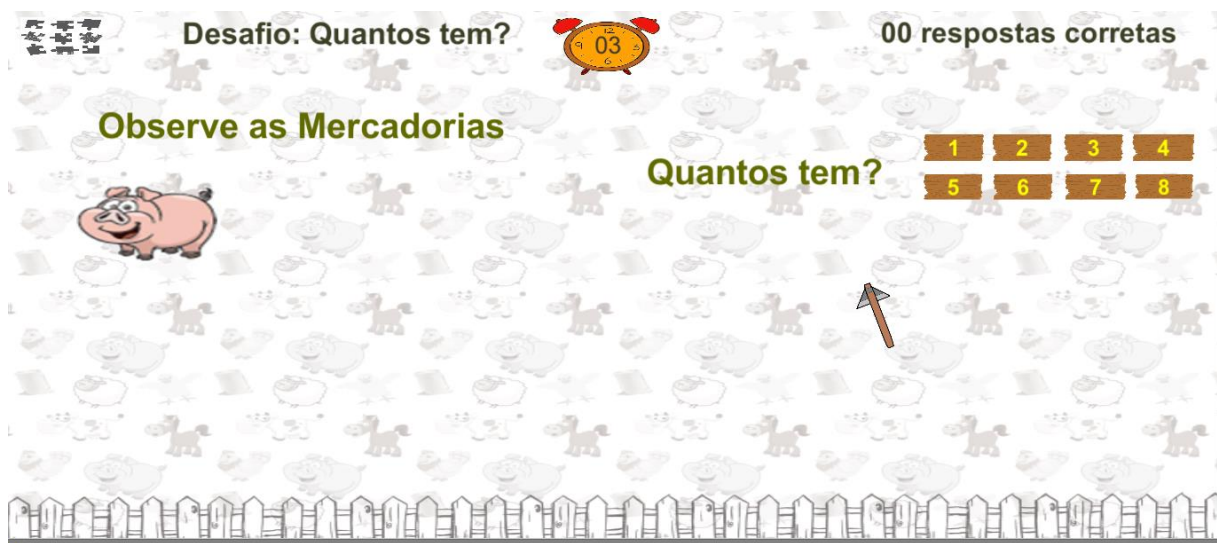 Desafio: Quantos tem?
03
00 respostas corretas
Observe as Mercadorias
Quantos tem?
1 2 3 4
5 6 7 8